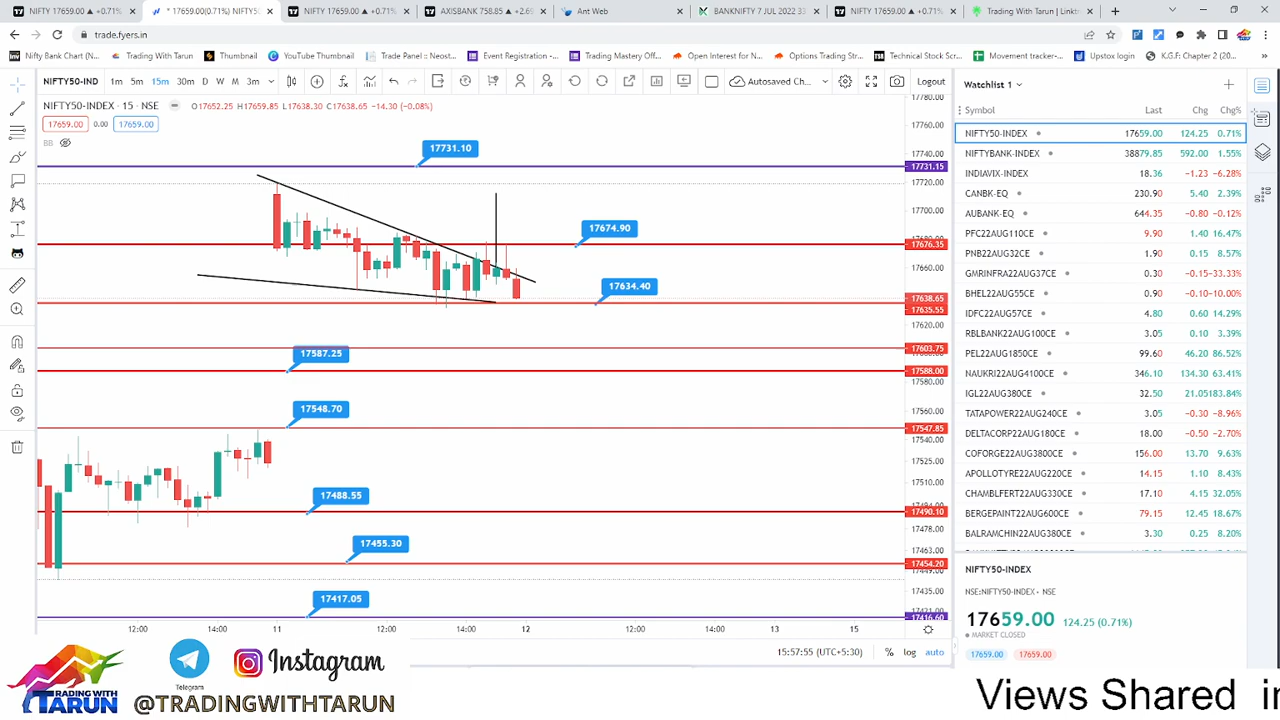 NIFTY 17659.00 ▲ +0.71%
* 17659.00(0.71%) NIFTY50-
NIFTY 17659.00 ▲ +0.71%
AXISBANK 758.85 ▲ +2.6
Ant Web
BANKNIFTY 7 JUL 2022 33
NIFTY 17659.00 ▲ +0.71%
Trading With Tarun | Linktr
trade.fyers.in
Nifty Bank Chart (
Trading With Tarun
Thumbnail
YouTube Thumbnail
Trade Panel :: Neost...
Event Registration -...
Trading Mastery Off...
Open Interest for N...
Options Trading Str...
Technical Stock Scr...
Movement tracker-...
Upstox login
K.G.F: Chapter 2 (20...
NIFTY50-IND 1m 5m 15m 30m D W M 3m
Autosaved Ch...
Logout
NIFTY50-INDEX • 15 • NSE O17652.25 H17659.85 L17638.30 C17638.65 -14.30 (-0.08%)
17659.00 0.00 17659.00
BB
17731.10
17674.90
17634.40
17587.25
17548.70
17488.55
17455.30
17417.05
17780.00
17760.00
17740.00
17731.15
17720.00
17700.00
17676.35
17660.00
17638.65
17635.55
17620.00
17603.75
17588.00
17580.00
17560.00
17547.85
17540.00
17525.00
17510.00
17490.10
17478.00
17463.00
17454.20
17435.00
12:00 14:00 11 12:00 14:00 12 12:00 14:00 13 15
15:57:55 (UTC+5:30) % log auto
Watchlist 1
Symbol Last Chg Chg%
NIFTY50-INDEX 17659.00 124.25 0.71%
NIFTYBANK-INDEX 38879.85 592.00 1.55%
INDIAVIX-INDEX 18.36 -1.23 -6.28%
CANBK-EQ 230.90 5.40 2.39%
AUBANK-EQ 644.35 -0.80 -0.12%
PFC22AUG110CE 9.90 1.40 16.47%
PNB22AUG32CE 1.90 0.15 8.57%
GMRINFRA22AUG37CE 0.30 -0.15 -33.33%
BHEL22AUG55CE 0.90 -0.10 -10.00%
IDFC22AUG57CE 4.80 0.60 14.29%
RBLBANK22AUG100CE 3.05 0.10 3.39%
PEL22AUG1850CE 99.60 46.20 86.52%
NAUKRI22AUG4100CE 346.10 134.30 63.41%
IGL22AUG380CE 32.50 21.05 183.84%
TATAPOWER22AUG240CE 3.05 -0.30 -8.96%
DELTACORP22AUG180CE 18.00 -0.50 -2.70%
COFORGE22AUG3800CE 156.00 13.70 9.63%
APOLLOTYRE22AUG220CE 14.15 1.10 8.43%
CHAMBLFERT22AUG330CE 17.10 4.15 32.05%
BERGEPAINT22AUG600CE 79.15 12.45 18.67%
BALRAMCHIN22AUG380CE 3.30 0.25 8.20%
NIFTY50-INDEX
NSE:NIFTY50-INDEX • NSE
17659.00 124.25 (0.71%)
MARKET CLOSED
17659.00 17659.00
TRADING WITH
TARUN
Telegram
Instagram
@TRADINGWITHTARUN
Views Shared in